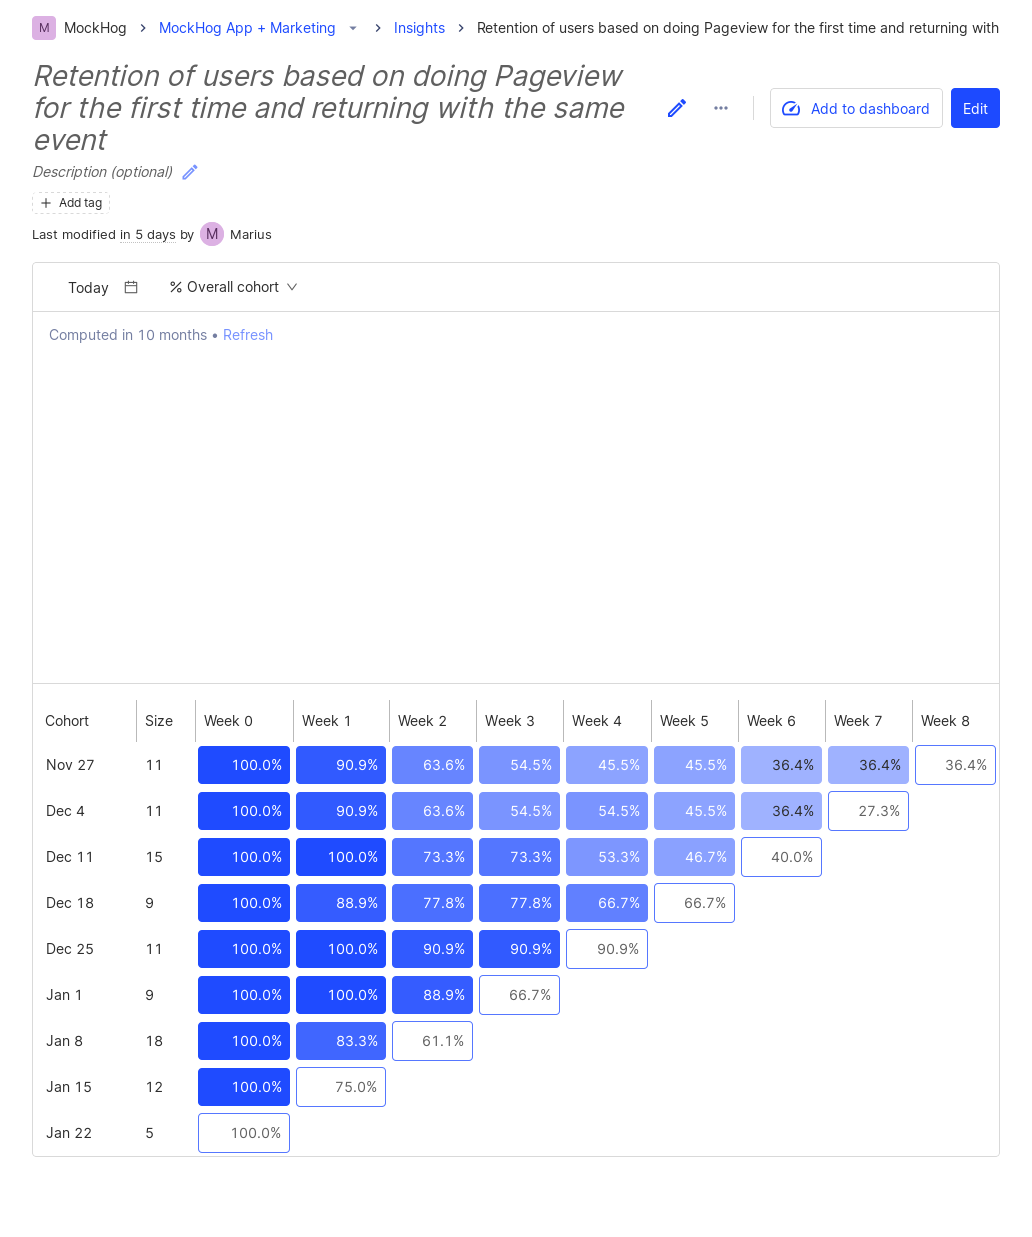 M MockHog MockHog App + Marketing Insights Retention of users based on doing Pageview for the first time and returning with
Retention of users based on doing Pageview
for the first time and returning with the same
event
Add to dashboard Edit
Description (optional)
Add tag
Last modified in 5 days by M Marius
Today % Overall cohort
Computed in 10 months • Refresh
Cohort Size Week 0 Week 1 Week 2 Week 3 Week 4 Week 5 Week 6 Week 7 Week 8
Nov 27 11 100.0% 90.9% 63.6% 54.5% 45.5% 45.5% 36.4% 36.4% 36.4%
Dec 4 11 100.0% 90.9% 63.6% 54.5% 54.5% 45.5% 36.4% 27.3%
Dec 11 15 100.0% 100.0% 73.3% 73.3% 53.3% 46.7% 40.0%
Dec 18 9 100.0% 88.9% 77.8% 77.8% 66.7% 66.7%
Dec 25 11 100.0% 100.0% 90.9% 90.9% 90.9%
Jan 1 9 100.0% 100.0% 88.9% 66.7%
Jan 8 18 100.0% 83.3% 61.1%
Jan 15 12 100.0% 75.0%
Jan 22 5 100.0%